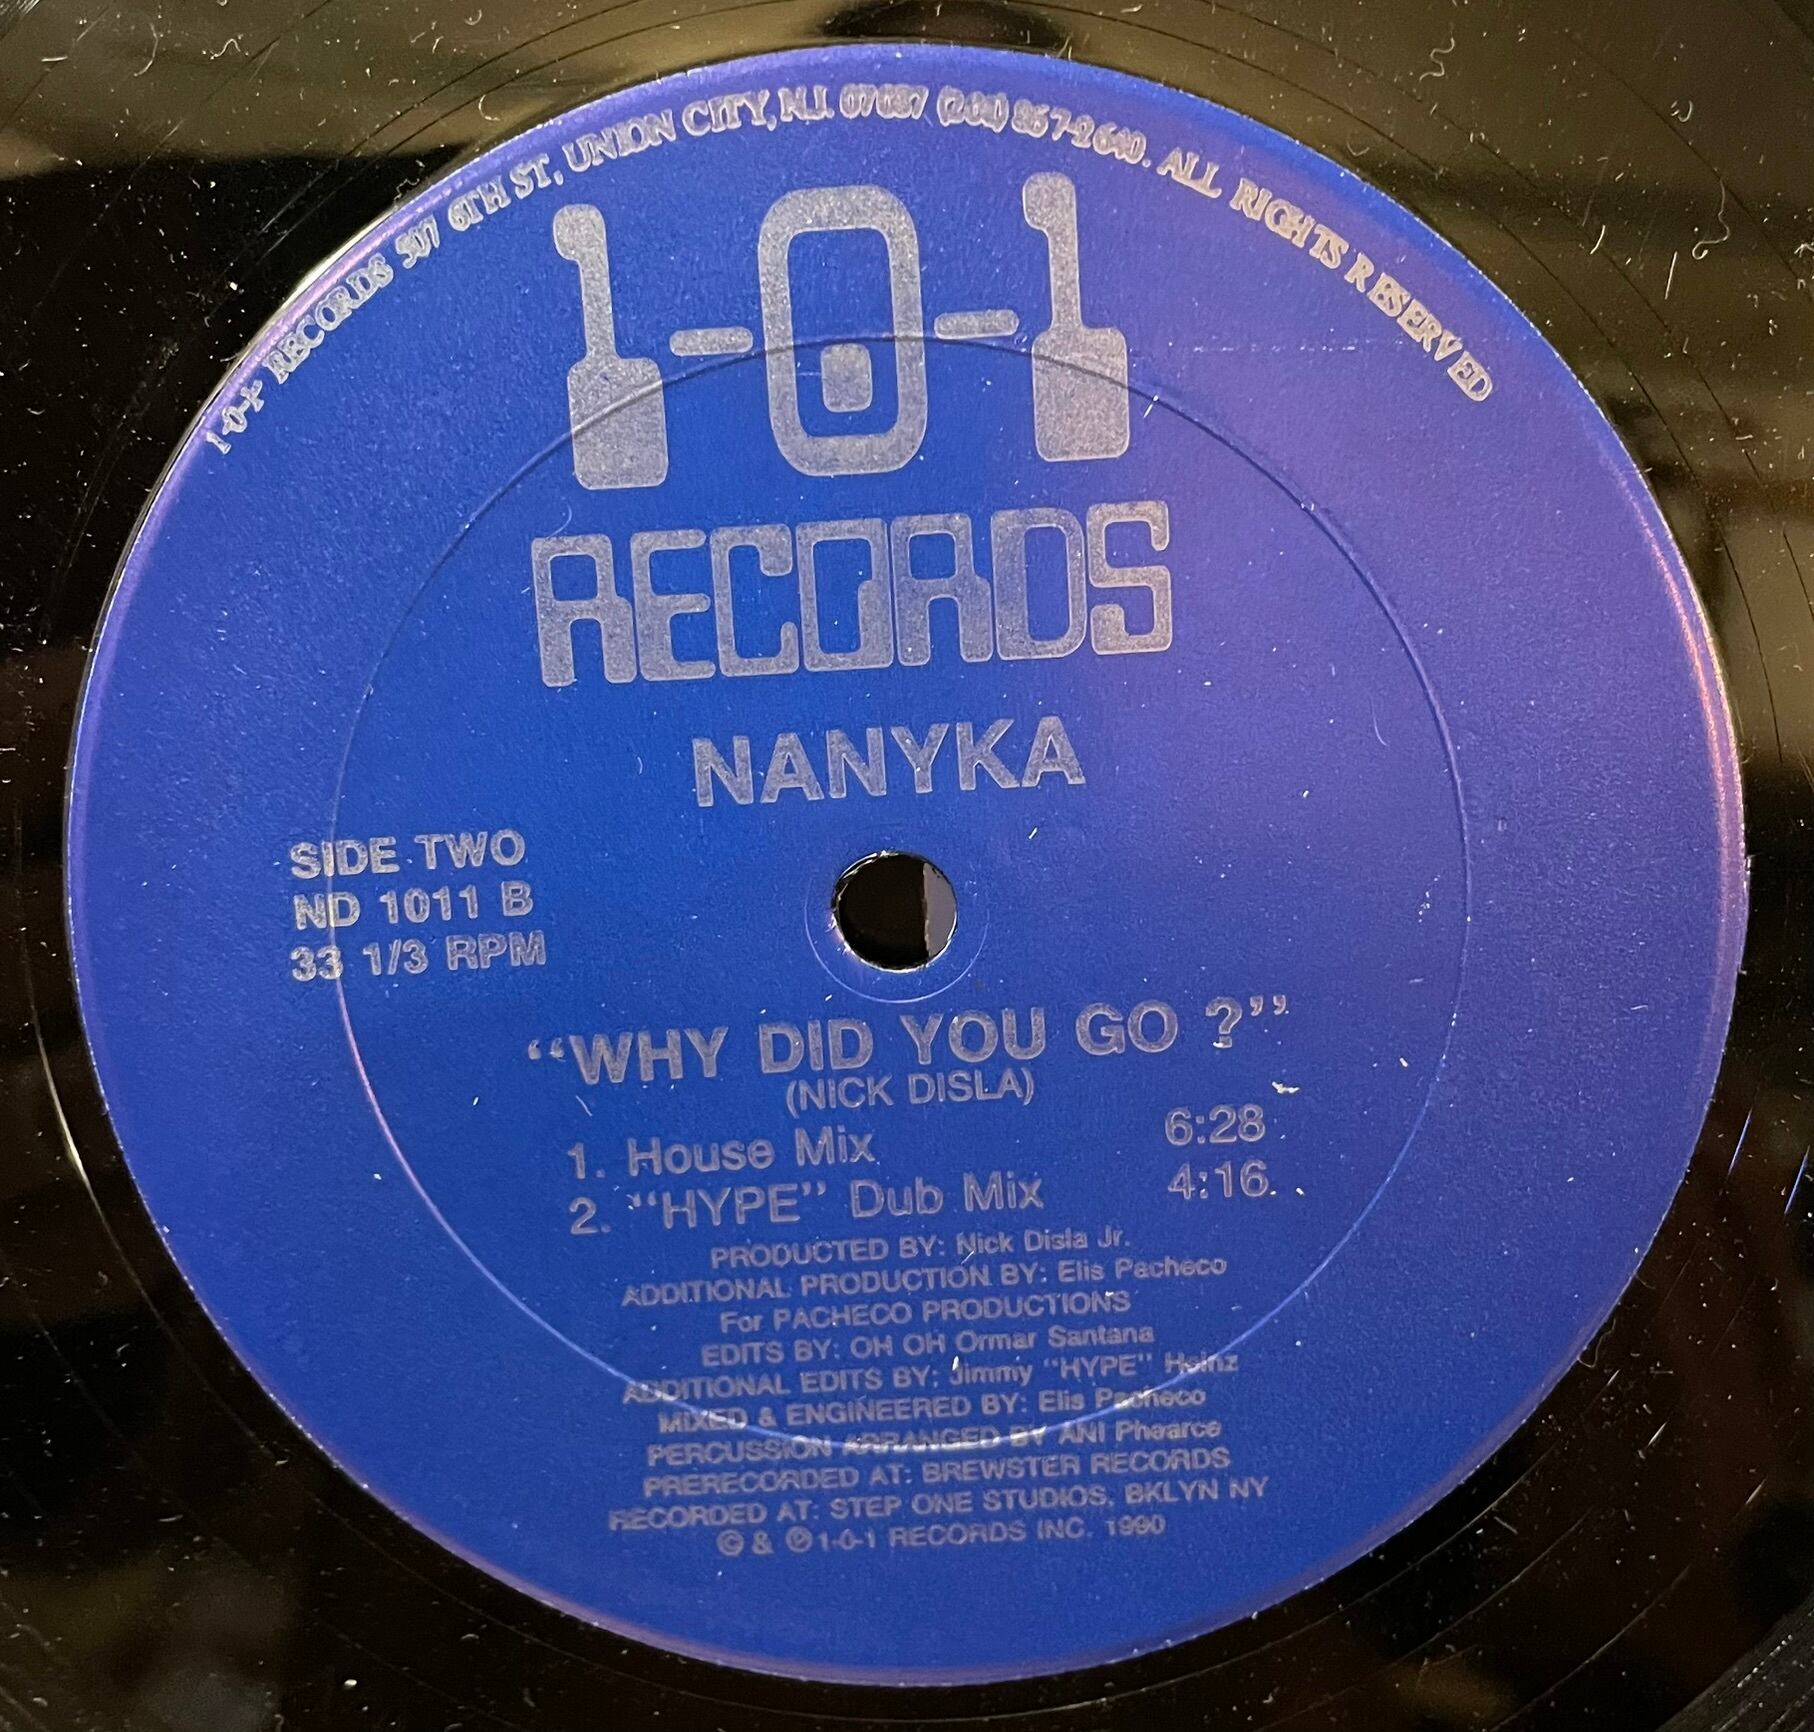 1-0-1 RECORDS 507 6TH ST, UNION CITY, N.J. 07087 (201) 867-2640. ALL RIGHTS RESERVED
1-0-1
RECORDS
NANYKA
SIDE TWO
ND 1011 B
33 1/3 RPM
“WHY DID YOU GO ?”
(NICK DISLA)
1. House Mix 6:28
2. “HYPE” Dub Mix 4:16
PRODUCTED BY: Nick Disla Jr.
ADDITIONAL PRODUCTION BY: Elis Pacheco
For PACHECO PRODUCTIONS
EDITS BY: OH OH Ormar Santana
ADDITIONAL EDITS BY: Jimmy “HYPE” Heinz
MIXED & ENGINEERED BY: Elis Pacheco
PERCUSSION ARRANGED BY ANI Phearce
PRERECORDED AT: BREWSTER RECORDS
RECORDED AT: STEP ONE STUDIOS, BKLYN NY
© & ℗ 1-0-1 RECORDS INC. 1990